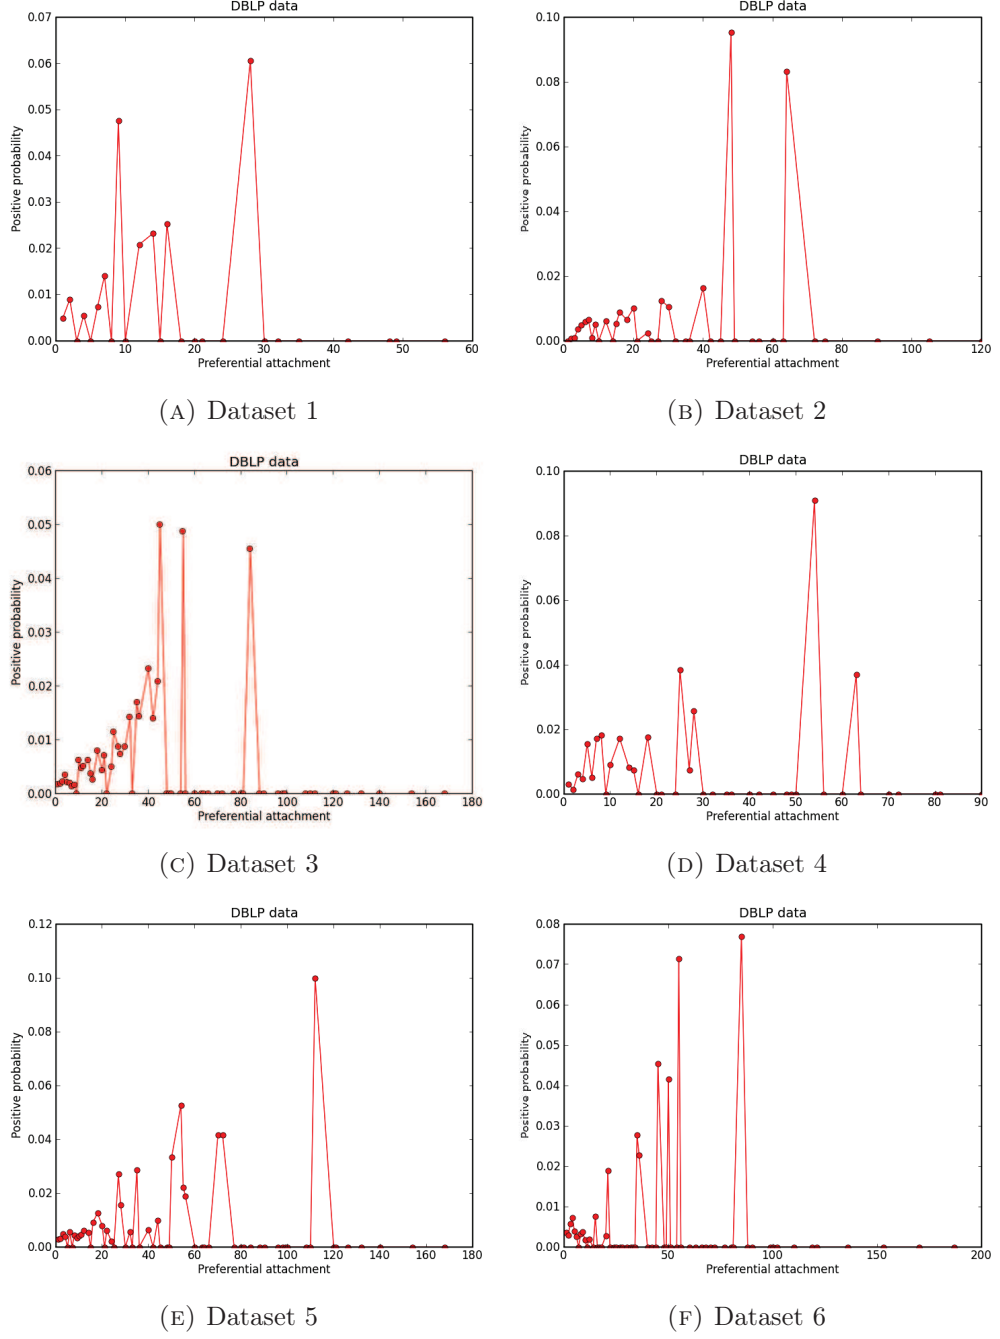 DBLP data
0.07
0.06
0.05
0.04
0.03
0.02
0.01
0.00
Positive probability
0 10 20 30 40 50 60
Preferential attachment
(A) Dataset 1
DBLP data
0.10
0.08
0.06
0.04
0.02
0.00
Positive probability
0 20 40 60 80 100 120
Preferential attachment
(B) Dataset 2
DBLP data
0.06
0.05
0.04
0.03
0.02
0.01
0.00
Positive probability
0 20 40 60 80 100 120 140 160 180
Preferential attachment
(C) Dataset 3
DBLP data
0.10
0.08
0.06
0.04
0.02
0.00
Positive probability
0 10 20 30 40 50 60 70 80 90
Preferential attachment
(D) Dataset 4
DBLP data
0.12
0.10
0.08
0.06
0.04
0.02
0.00
Positive probability
0 20 40 60 80 100 120 140 160 180
Preferential attachment
(E) Dataset 5
DBLP data
0.08
0.07
0.06
0.05
0.04
0.03
0.02
0.01
0.00
Positive probability
0 50 100 150 200
Preferential attachment
(F) Dataset 6